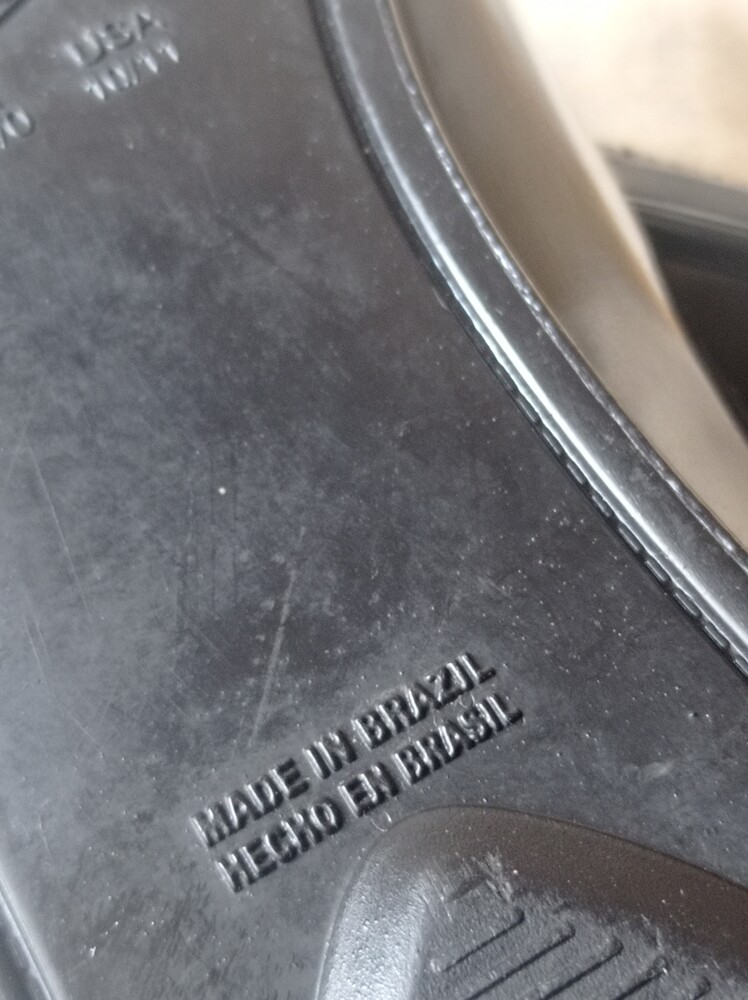 USA
10/11
MADE IN BRAZIL
HECHO EN BRASIL